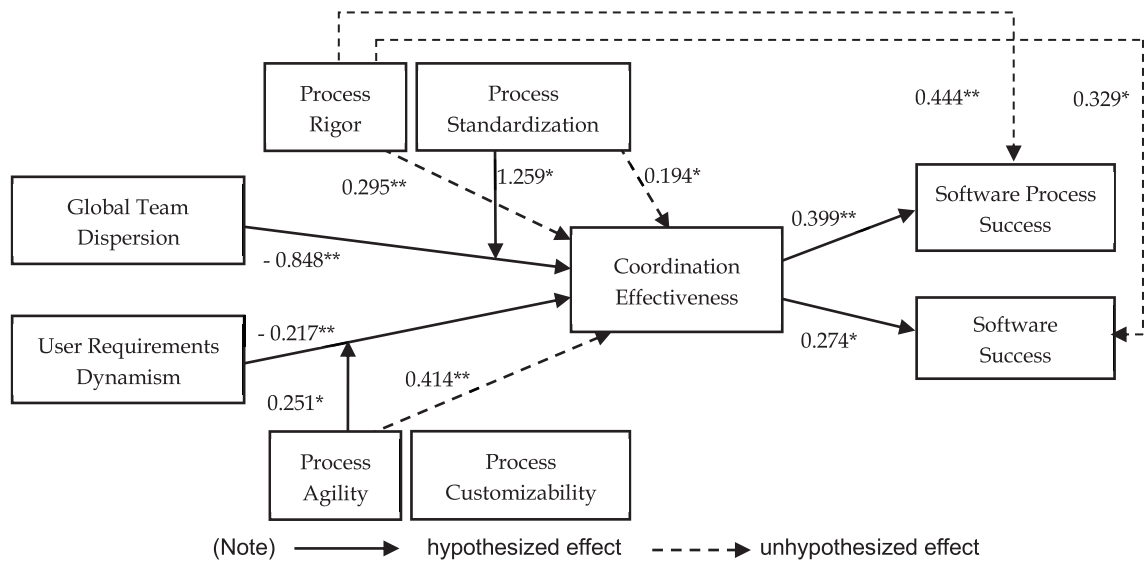 Process
Rigor
Process
Standardization
0.444**
0.329*
0.295**
1.259*
0.194*
Global Team
Dispersion
- 0.848**
Coordination
Effectiveness
0.399**
Software Process
Success
User Requirements
Dynamism
- 0.217**
0.274*
Software
Success
0.251*
0.414**
Process
Agility
Process
Customizability
(Note) hypothesized effect unhypothesized effect